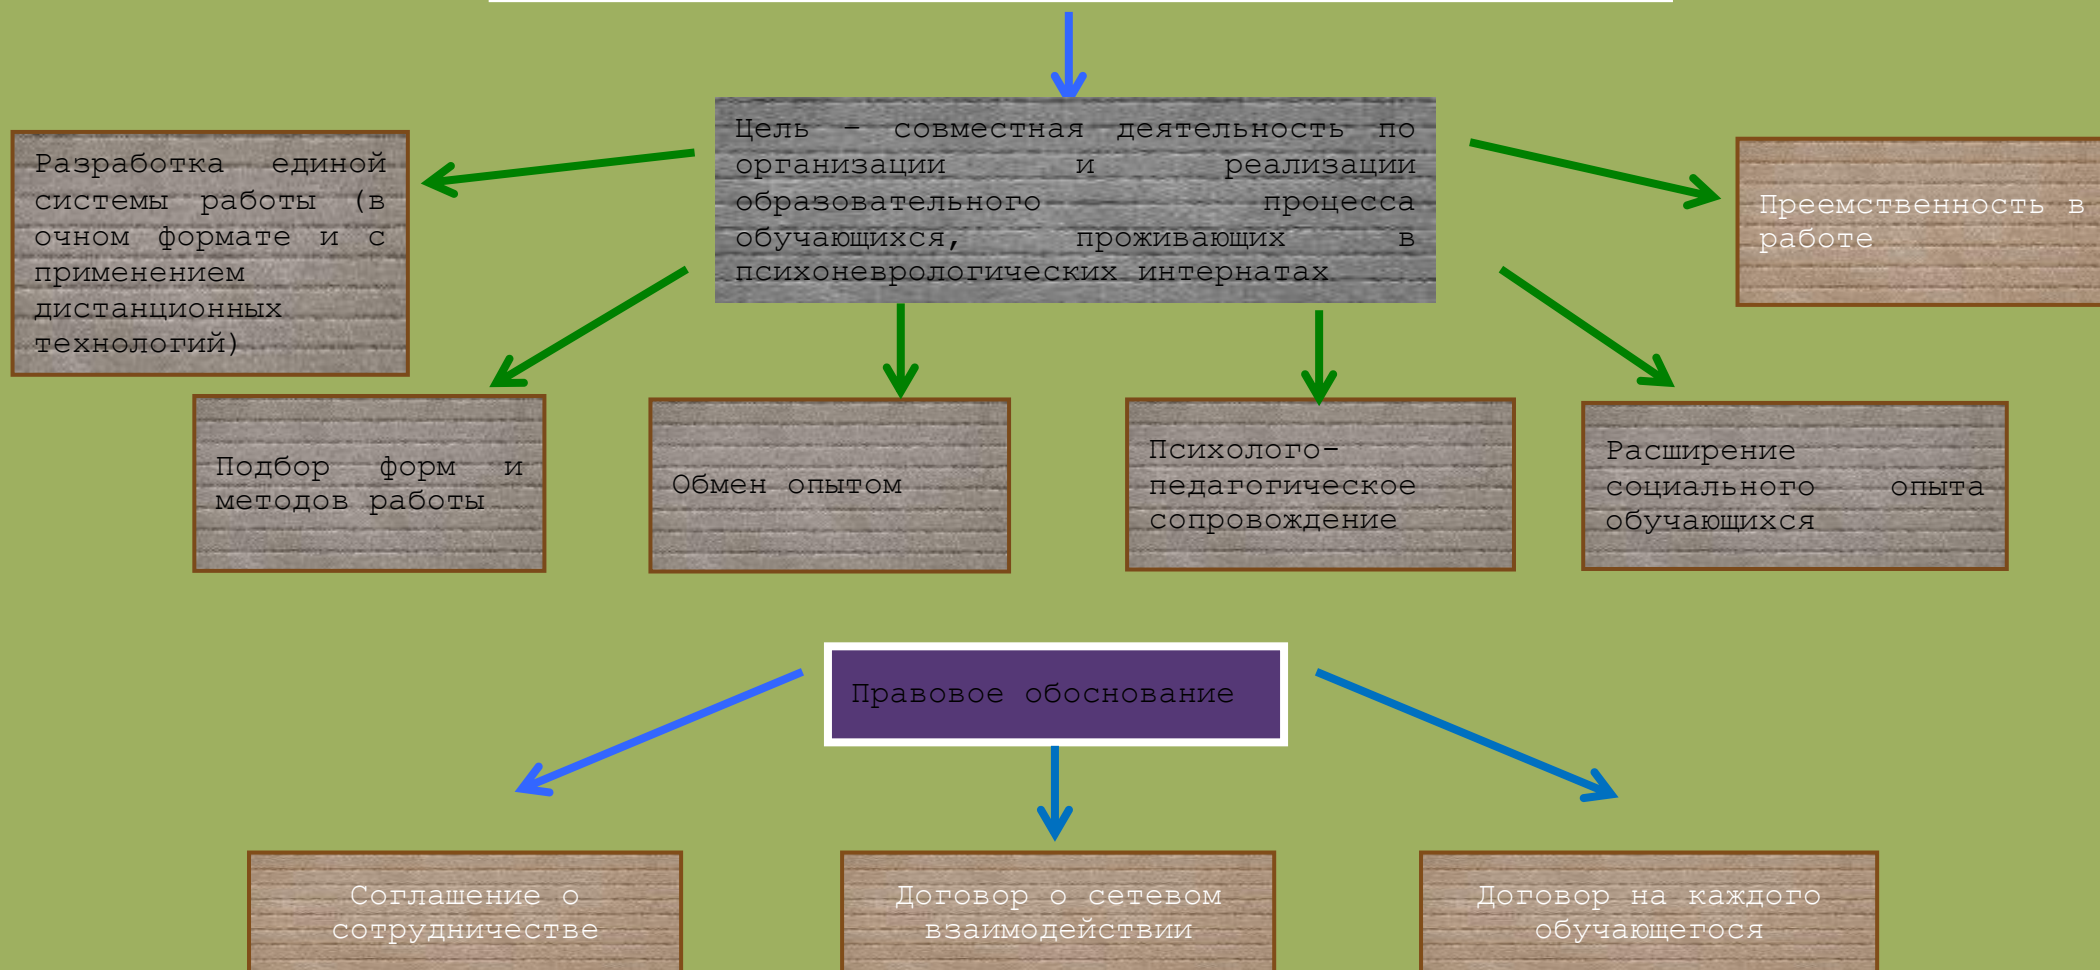 Цель – совместная деятельность по
организации и реализации
образовательного процесса
обучающихся, проживающих в
психоневрологических интернатах
Разработка единой
системы работы (в
очном формате и с
применением
дистанционных
технологий)
Преемственность в
работе
Подбор форм и
методов работы
Обмен опытом
Психолого-
педагогическое
сопровождение
Расширение
социального опыта
обучающихся
Правовое обоснование
Соглашение о
сотрудничестве
Договор о сетевом
взаимодействии
Договор на каждого
обучающегося